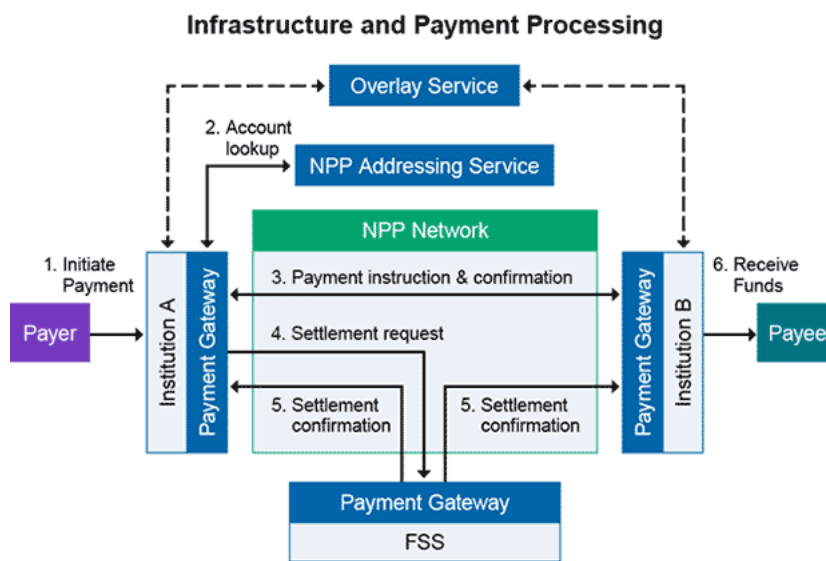 Infrastructure and Payment Processing
Overlay Service
2. Account
lookup
NPP Addressing Service
NPP Network
1. Initiate
Payment
Payer
Institution A
Payment Gateway
3. Payment instruction & confirmation
4. Settlement request
5. Settlement
confirmation
5. Settlement
confirmation
Payment Gateway
Institution B
6. Receive
Funds
Payee
Payment Gateway
FSS